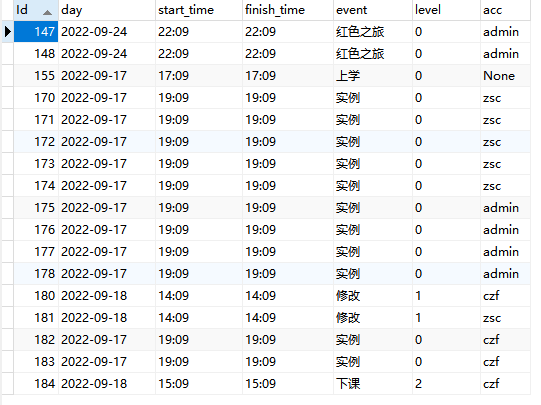 Id day start_time finish_time event level acc
147 2022-09-24 22:09 22:09 红色之旅 0 admin
148 2022-09-24 22:09 22:09 红色之旅 0 admin
155 2022-09-17 17:09 17:09 上学 0 None
170 2022-09-17 19:09 19:09 实例 0 zsc
171 2022-09-17 19:09 19:09 实例 0 zsc
172 2022-09-17 19:09 19:09 实例 0 zsc
173 2022-09-17 19:09 19:09 实例 0 zsc
174 2022-09-17 19:09 19:09 实例 0 zsc
175 2022-09-17 19:09 19:09 实例 0 admin
176 2022-09-17 19:09 19:09 实例 0 admin
177 2022-09-17 19:09 19:09 实例 0 admin
178 2022-09-17 19:09 19:09 实例 0 admin
180 2022-09-18 14:09 14:09 修改 1 czf
181 2022-09-18 14:09 14:09 修改 1 zsc
182 2022-09-17 19:09 19:09 实例 0 czf
183 2022-09-17 19:09 19:09 实例 0 czf
184 2022-09-18 15:09 15:09 下课 2 czf